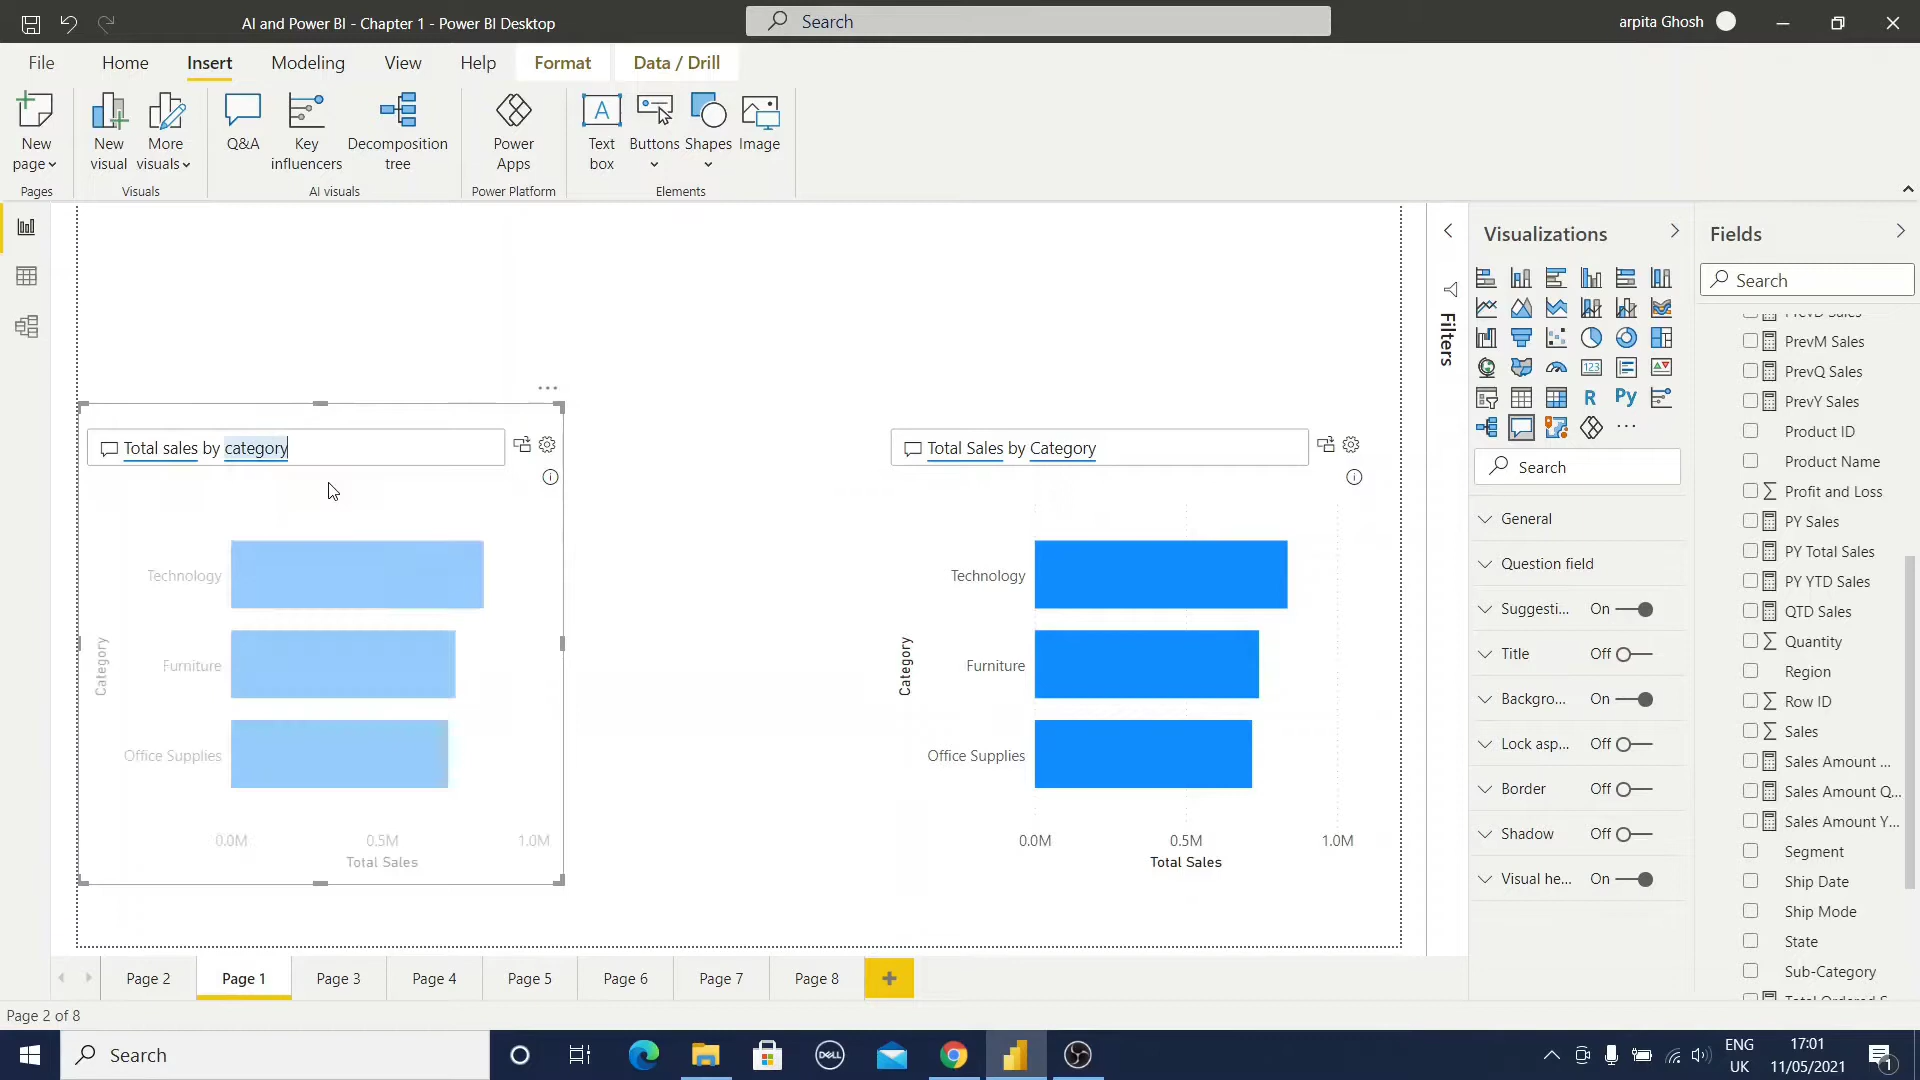 AI and Power BI - Chapter 1 - Power BI Desktop
Search
arpita Ghosh
File
Home
Insert
Modeling
View
Help
Format
Data / Drill
New page
New visual
More visuals
Q&A
Key influencers
Decomposition tree
Power Apps
Text box
Buttons
Shapes
Image
Pages
Visuals
AI visuals
Power Platform
Elements
Total sales by category
Technology
Furniture
Office Supplies
Category
0.0M
0.5M
1.0M
Total Sales
Total Sales by Category
Technology
Furniture
Office Supplies
Category
0.0M
0.5M
1.0M
Total Sales
Filters
Visualizations
R
Py
123
Search
General
Question field
Suggesti... On
Title Off
Backgro... On
Lock asp... Off
Border Off
Shadow Off
Visual he... On
Fields
Search
PrevD Sales
PrevM Sales
PrevQ Sales
PrevY Sales
Product ID
Product Name
Profit and Loss
PY Sales
PY Total Sales
PY YTD Sales
QTD Sales
Quantity
Region
Row ID
Sales
Sales Amount ...
Sales Amount Q...
Sales Amount Y...
Segment
Ship Date
Ship Mode
State
Sub-Category
Page 2
Page 1
Page 3
Page 4
Page 5
Page 6
Page 7
Page 8
Page 2 of 8
Search
DELL
ENG
UK
17:01
11/05/2021
1